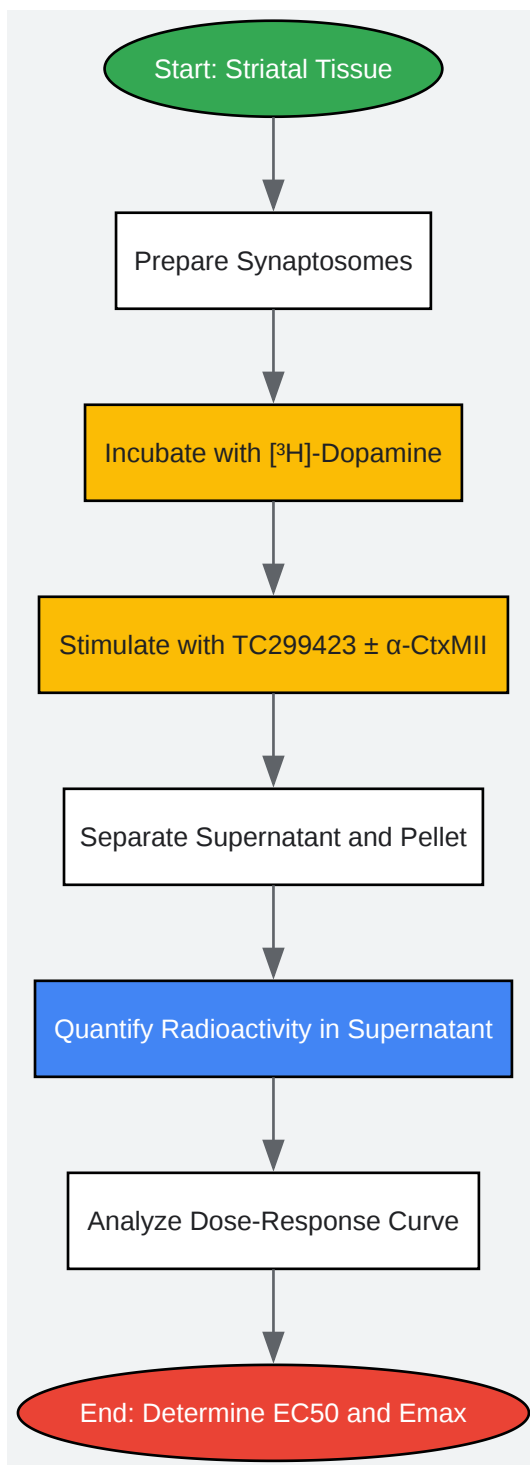 Start: Striatal Tissue
Prepare Synaptosomes
Incubate with [³H]-Dopamine
Stimulate with TC299423 ± α-CtxMII
Separate Supernatant and Pellet
Quantify Radioactivity in Supernatant
Analyze Dose-Response Curve
End: Determine EC50 and Emax